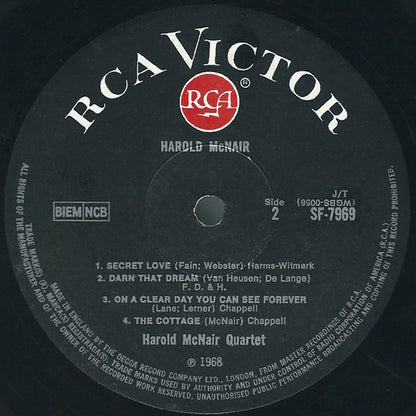 RCA VICTOR
RCA
®
HAROLD McNAIR
BIEM NCB
J/T
(WGBS-0056)
Side
2 SF-7969
1. SECRET LOVE (Fain; Webster) Harms-Witmark
2. DARN THAT DREAM (Van Heusen; De Lange)
F. D. & H.
3. ON A CLEAR DAY YOU CAN SEE FOREVER
(Lane; Lerner) Chappell
4. THE COTTAGE (McNair) Chappell
Harold McNair Quartet
℗ 1968
ALL RIGHTS OF THE MANUFACTURER AND OF THE OWNER OF THE RECORDED WORK RESERVED. UNAUTHORISED PUBLIC PERFORMANCE BROADCASTING AND COPYING OF THIS RECORD PROHIBITED.
TRADE MARK(S) ® MARCA(S) REGISTRADA(S) TRADE MARKS USED BY AUTHORITY AND UNDER CONTROL OF RADIO CORPORATION OF AMERICA (R.C.A.)
MADE IN ENGLAND BY THE DECCA RECORD COMPANY LTD., LONDON, FROM MASTER RECORDINGS OF R.C.A.